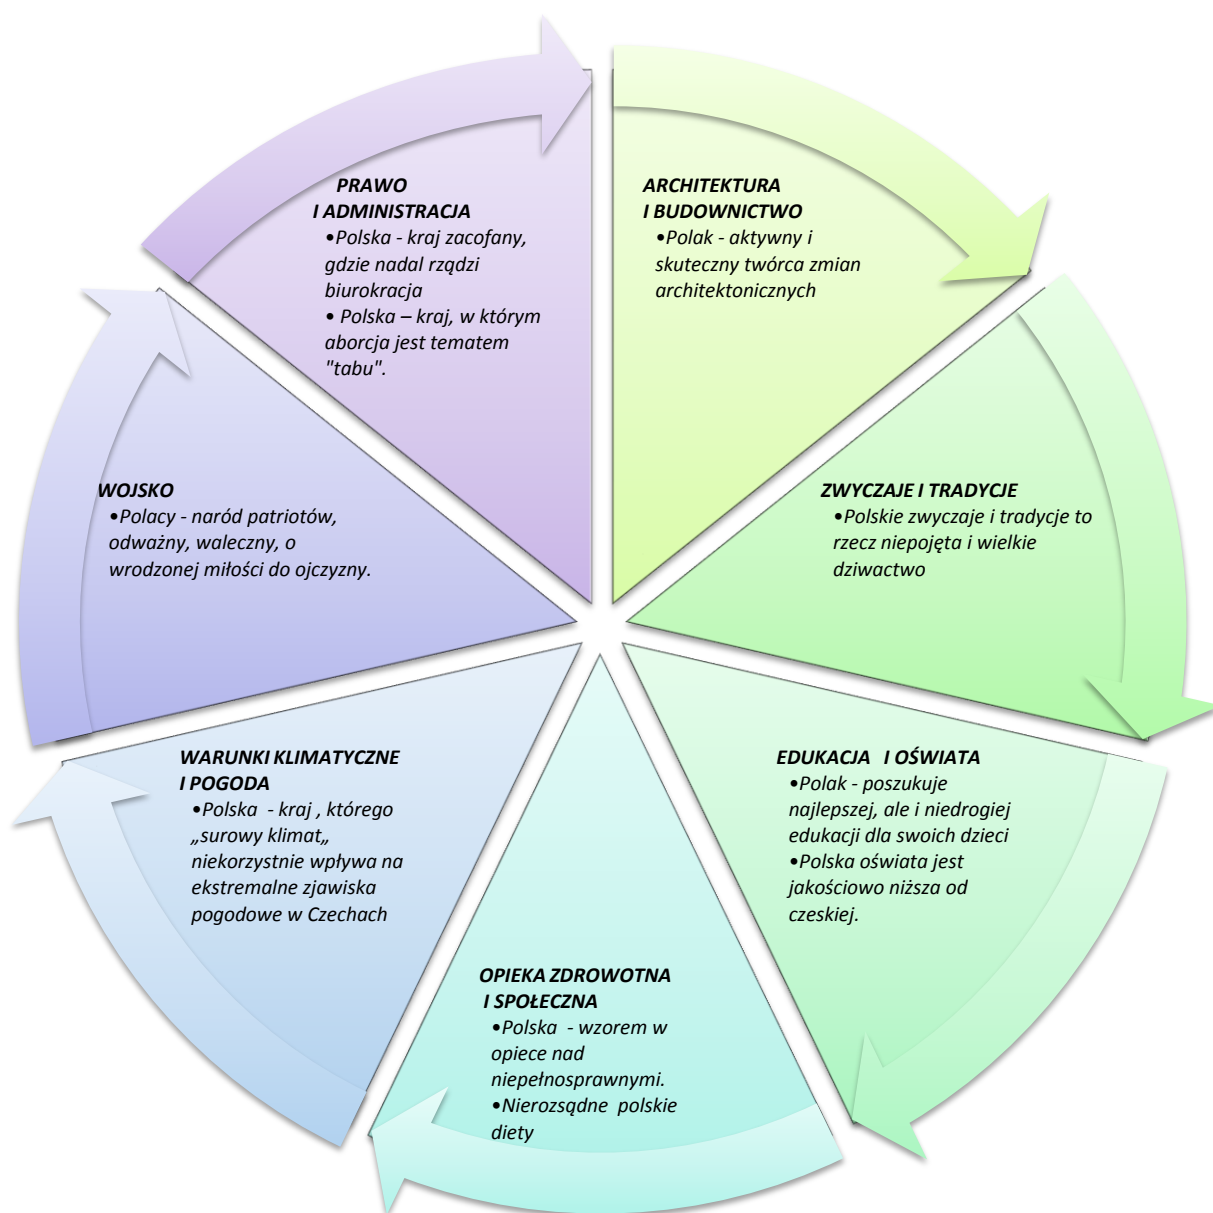 PRAWO
I ADMINISTRACJA
•Polska - kraj zacofany,
gdzie nadal rządzi
biurokracja
• Polska – kraj, w którym
aborcja jest tematem
"tabu".
ARCHITEKTURA
I BUDOWNICTWO
•Polak - aktywny i
skuteczny twórca zmian
architektonicznych
WOJSKO
•Polacy - naród patriotów,
odważny, waleczny, o
wrodzonej miłości do ojczyzny.
ZWYCZAJE I TRADYCJE
•Polskie zwyczaje i tradycje to
rzecz niepojęta i wielkie
dziwactwo
WARUNKI KLIMATYCZNE
I POGODA
•Polska - kraj , którego
„surowy klimat„
niekorzystnie wpływa na
ekstremalne zjawiska
pogodowe w Czechach
EDUKACJA I OŚWIATA
•Polak - poszukuje
najlepszej, ale i niedrogiej
edukacji dla swoich dzieci
•Polska oświata jest
jakościowo niższa od
czeskiej.
OPIEKA ZDROWOTNA
I SPOŁECZNA
•Polska - wzorem w
opiece nad
niepełnosprawnymi.
•Nierozsądne polskie
diety